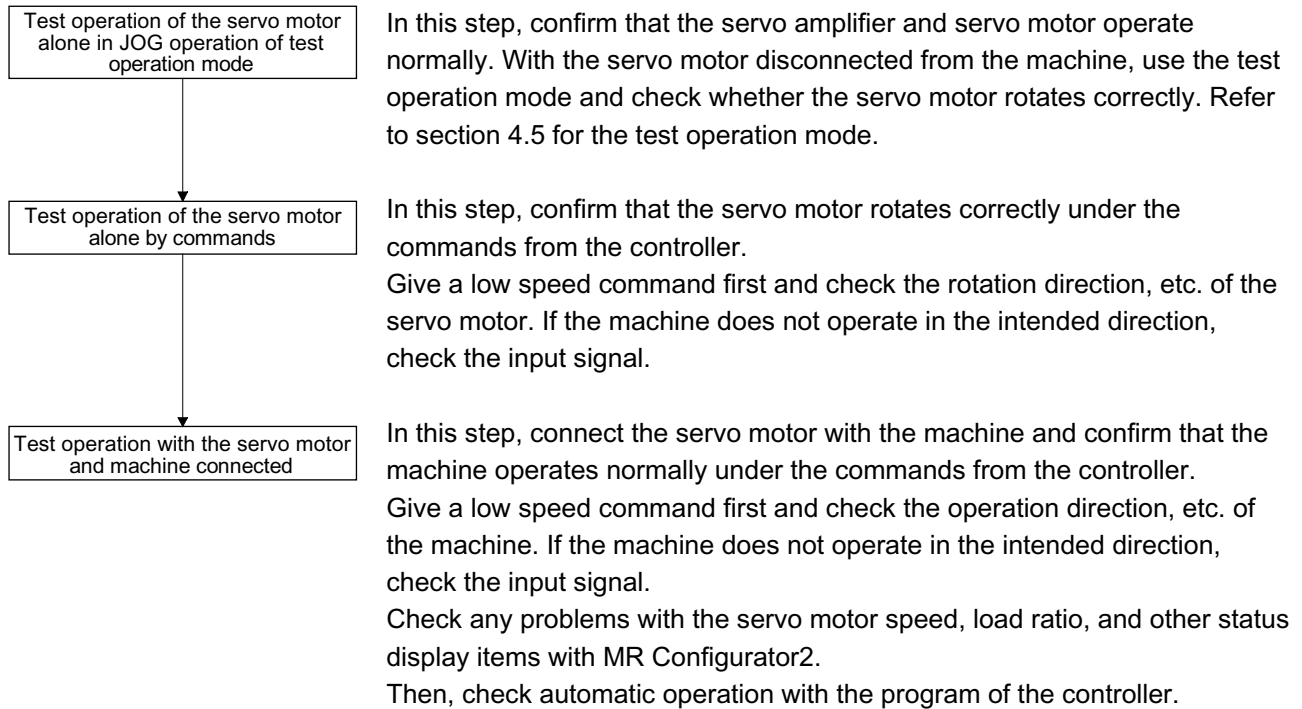 Test operation of the servo motor
alone in JOG operation of test
operation mode
In this step, confirm that the servo amplifier and servo motor operate
normally. With the servo motor disconnected from the machine, use the test
operation mode and check whether the servo motor rotates correctly. Refer
to section 4.5 for the test operation mode.
Test operation of the servo motor
alone by commands
In this step, confirm that the servo motor rotates correctly under the
commands from the controller.
Give a low speed command first and check the rotation direction, etc. of the
servo motor. If the machine does not operate in the intended direction,
check the input signal.
Test operation with the servo motor
and machine connected
In this step, connect the servo motor with the machine and confirm that the
machine operates normally under the commands from the controller.
Give a low speed command first and check the operation direction, etc. of
the machine. If the machine does not operate in the intended direction,
check the input signal.
Check any problems with the servo motor speed, load ratio, and other status
display items with MR Configurator2.
Then, check automatic operation with the program of the controller.